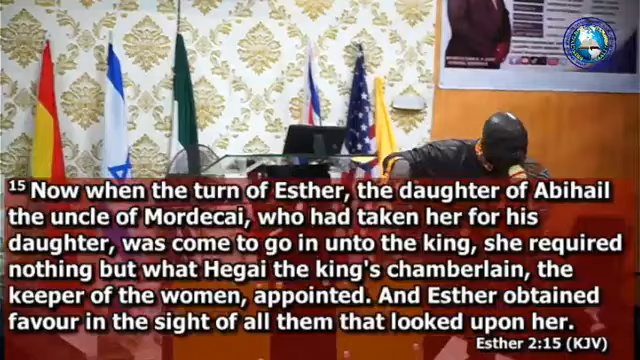 15 Now when the turn of Esther, the daughter of Abihail
the uncle of Mordecai, who had taken her for his
daughter, was come to go in unto the king, she required
nothing but what Hegai the king's chamberlain, the
keeper of the women, appointed. And Esther obtained
favour in the sight of all them that looked upon her.
Esther 2:15 (KJV)